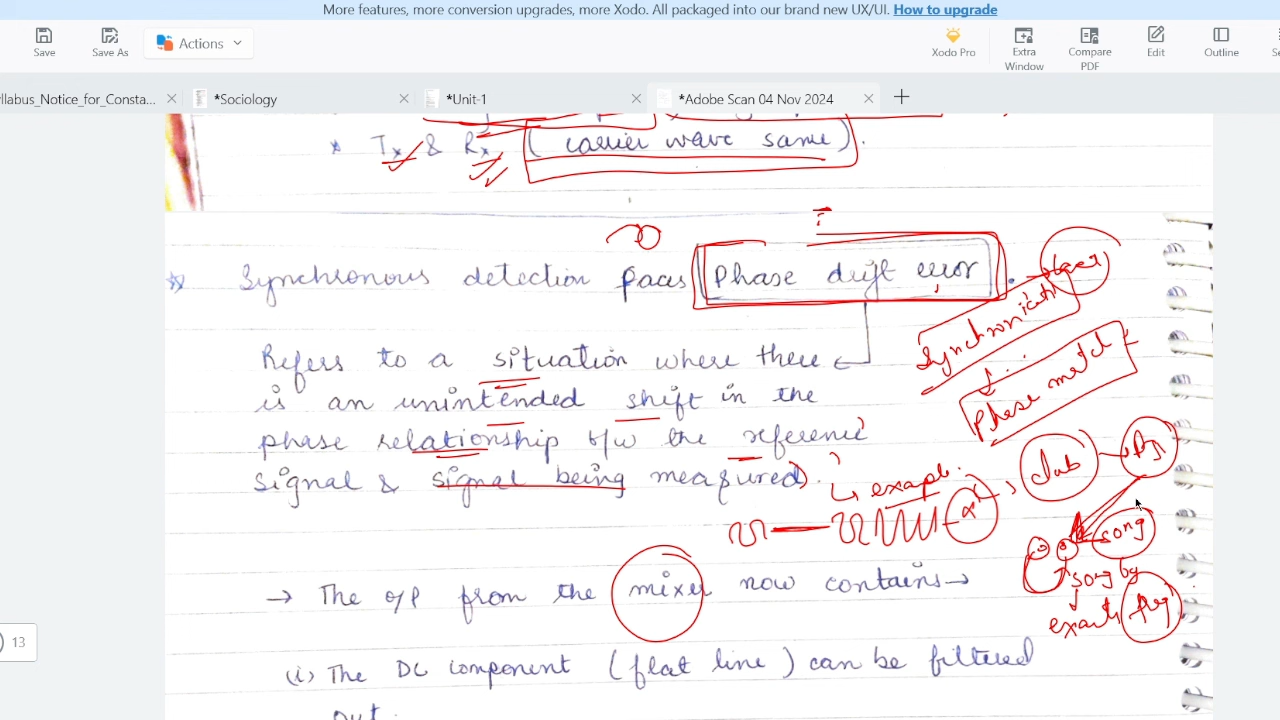 More features, more conversion upgrades, more Xodo. All packaged into our brand new UX/UI. How to upgrade
Save
Save As
Actions
Xodo Pro
Extra Window
Compare PDF
Edit
Outline
Se
llabus_Notice_for_Consta...
*Sociology
*Unit-1
*Adobe Scan 04 Nov 2024
* Tx & Rx (carrier wave same).
Synchronous detection faces Phase drift error.
Refers to a situation where there
is an unintended shift in the
phase relationship b/w the reference
signal & signal being measured.
Phase match
example.
club
song
song by
exact freq
→ The o/p from the mixer now contains →
(i) The DC component (flat line) can be filtered
out.
13